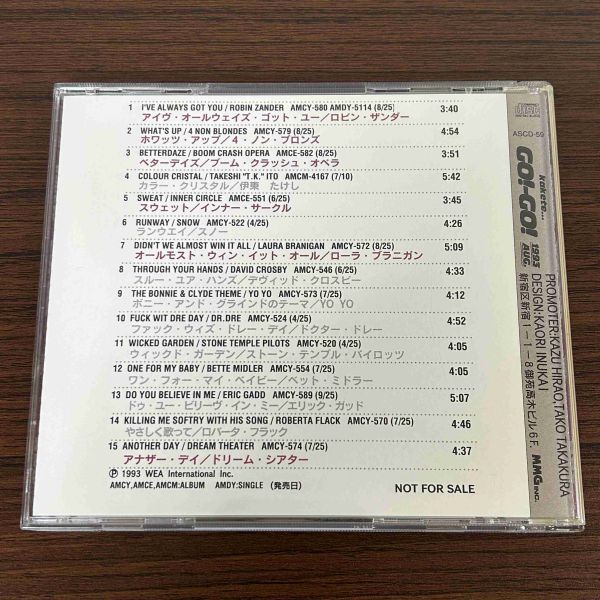 1 I'VE ALWAYS GOT YOU / ROBIN ZANDER AMCY-580 AMDY-5114 (8/25) 3:40
アイヴ・オールウェイズ・ゴット・ユー/ロビン・ザンダー
2 WHAT'S UP / 4 NON BLONDES AMCY-579 (8/25) 4:54
ホワッツ・アップ/4・ノン・ブロンズ
3 BETTERDAZE / BOOM CRASH OPERA AMCE-582 (8/25) 3:51
ベターデイズ/ブーム・クラッシュ・オペラ
4 COLOUR CRISTAL / TAKESHI "T.K." ITO AMCM-4167 (7/10) 5:42
カラー・クリスタル/伊東 たけし
5 SWEAT / INNER CIRCLE AMCE-551 (6/25) 3:45
スウェット/インナー・サークル
6 RUNWAY / SNOW AMCY-522 (4/25) 4:26
ランウエイ/スノー
7 DIDN'T WE ALMOST WIN IT ALL / LAURA BRANIGAN AMCY-572 (8/25) 5:09
オールモスト・ウィン・イット・オール/ローラ・ブラニガン
8 THROUGH YOUR HANDS / DAVID CROSBY AMCY-546 (6/25) 4:33
スルー・ユア・ハンズ/デヴィッド・クロスビー
9 THE BONNIE & CLYDE THEME / YO YO AMCY-573 (7/25) 4:12
ボニー・アンド・グラインドのテーマ/YO YO
10 FUCK WIT DRE DAY / DR.DRE AMCY-524 (4/25) 4:52
ファック・ウィズ・ドレー・デイ/ドクター・ドレー
11 WICKED GARDEN / STONE TEMPLE PILOTS AMCY-520 (4/25) 4:05
ウィックド・ガーデン/ストーン・テンプル・パイロッツ
12 ONE FOR MY BABY / BETTE MIDLER AMCY-554 (7/25) 4:05
ワン・フォー・マイ・ベイビー/ベット・ミドラー
13 DO YOU BELIEVE IN ME / ERIC GADD AMCY-589 (9/25) 5:07
ドゥ・ユー・ビリーヴ・イン・ミー/エリック・ガッド
14 KILLING ME SOFTRY WITH HIS SONG / ROBERTA FLACK AMCY-570 (7/25) 4:46
やさしく歌って/ロバータ・フラック
15 ANOTHER DAY / DREAM THEATER AMCY-574 (7/25) 4:37
アナザー・デイ/ドリーム・シアター
Ⓟ 1993 WEA International Inc.
AMCY,AMCE,AMCM:ALBUM AMDY:SINGLE (発売日)
NOT FOR SALE
COMPACT disc DIGITAL AUDIO
ASCD-59
kakete...
GO!-GO!
1993 AUG.
PROMOTER:KAZU HIRAO,TAKO TAKAKURA
DESIGN:KAORI INUKAI
新宿区新宿1-1-8 御苑髙木ビル6F.
MMG INC.